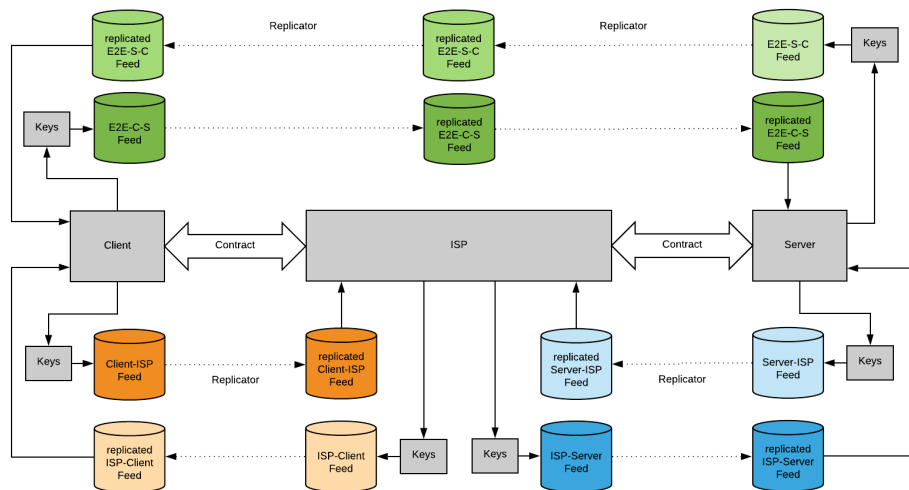 Replicator
Replicator
replicated
E2E-S-C
Feed
replicated
E2E-S-C
Feed
E2E-S-C
Feed
Keys
Keys
E2E-C-S
Feed
replicated
E2E-C-S
Feed
replicated
E2E-C-S
Feed
Client
Contract
ISP
Contract
Server
Keys
Client-ISP
Feed
Replicator
replicated
Client-ISP
Feed
replicated
Server-ISP
Feed
Replicator
Server-ISP
Feed
Keys
replicated
ISP-Client
Feed
ISP-Client
Feed
Keys
Keys
ISP-Server
Feed
replicated
ISP-Server
Feed